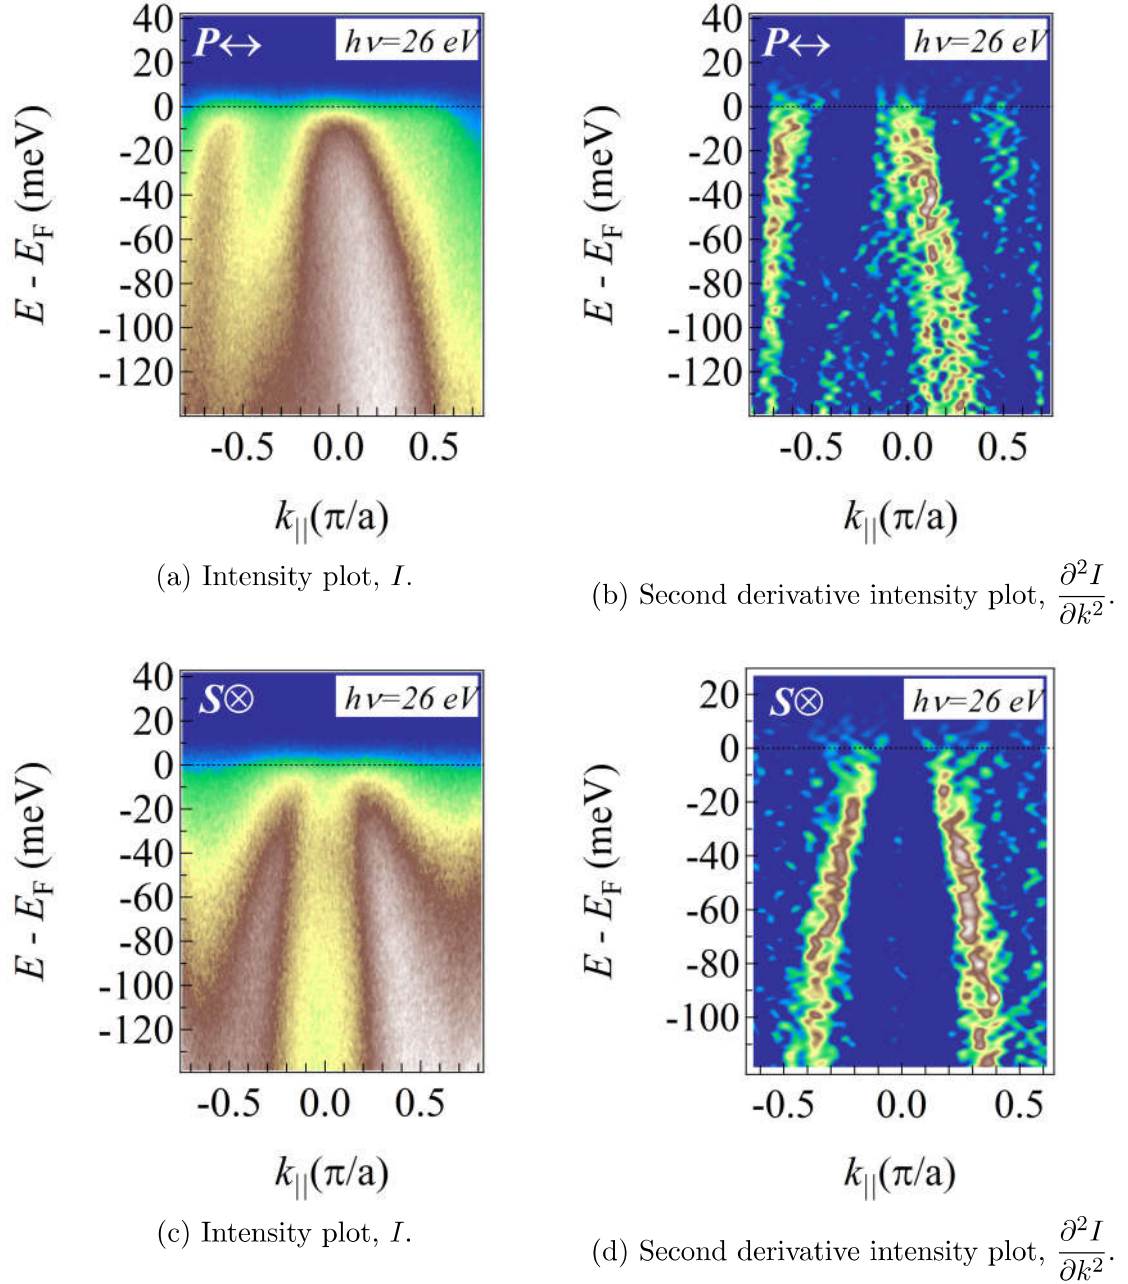 P↔ hν=26 eV
40
20
0
-20
-40
-60
-80
-100
-120
E - E_F (meV)
-0.5 0.0 0.5
k_||(π/a)
(a) Intensity plot, I.
P↔ hν=26 eV
40
20
0
-20
-40
-60
-80
-100
-120
E - E_F (meV)
-0.5 0.0 0.5
k_||(π/a)
(b) Second derivative intensity plot, ∂²I/∂k².
S⊗ hν=26 eV
40
20
0
-20
-40
-60
-80
-100
-120
E - E_F (meV)
-0.5 0.0 0.5
k_||(π/a)
(c) Intensity plot, I.
S⊗ hν=26 eV
20
0
-20
-40
-60
-80
-100
E - E_F (meV)
-0.5 0.0 0.5
k_||(π/a)
(d) Second derivative intensity plot, ∂²I/∂k².